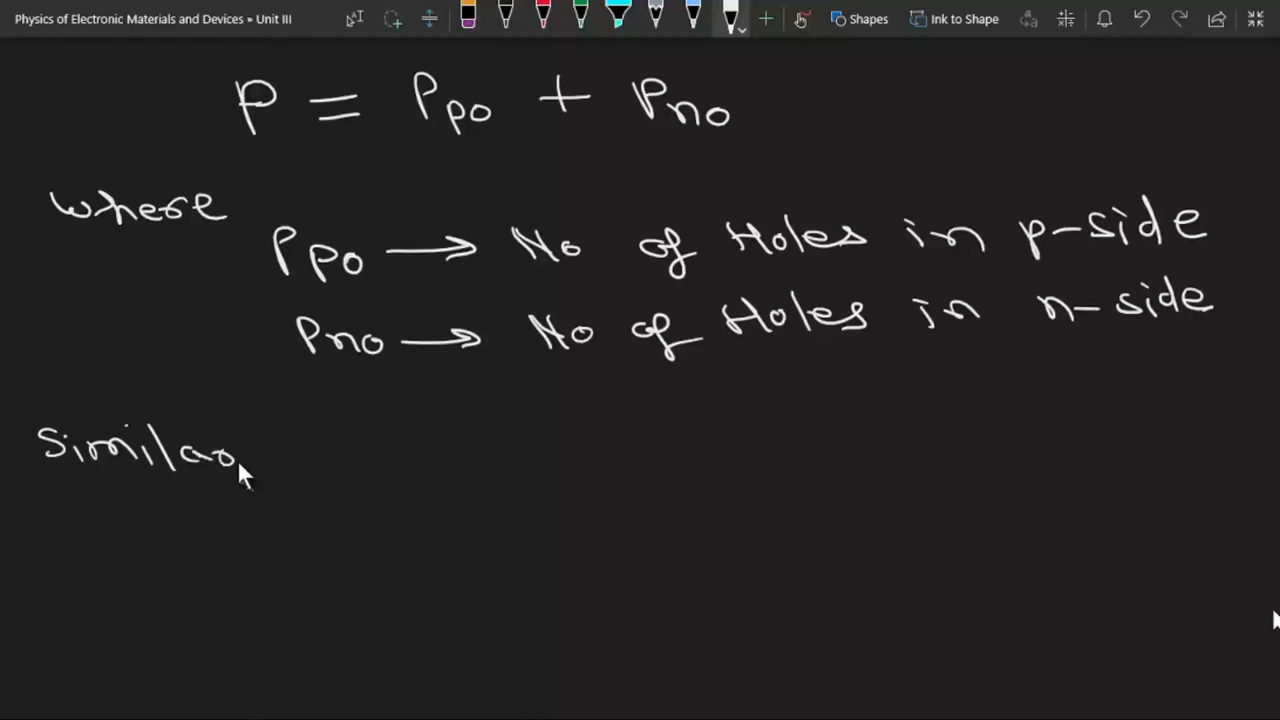 Physics of Electronic Materials and Devices » Unit III
Shapes
Ink to Shape
P = Ppo + Pno
where
Ppo → No of Holes in p-side
Pno → No of Holes in n-side
Similar